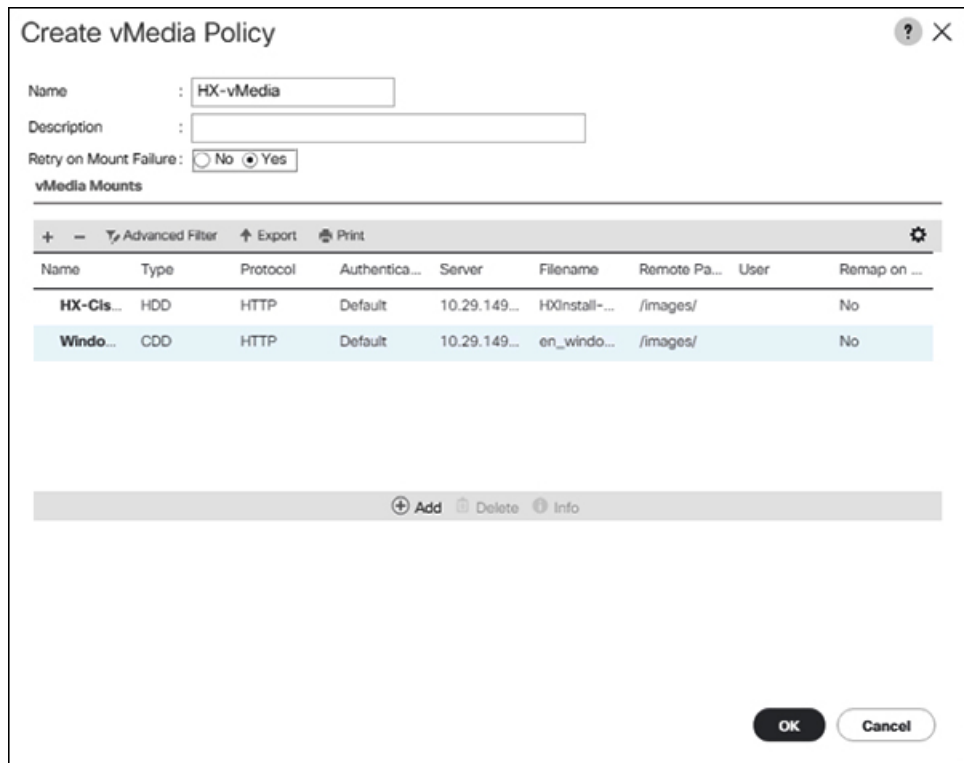 Create vMedia Policy ?
Name : HX-vMedia
Description :
Retry on Mount Failure : No Yes
vMedia Mounts
+ − Advanced Filter Export Print
Name Type Protocol Authentica... Server Filename Remote Pa... User Remap on ...
HX-Cis... HDD HTTP Default 10.29.149... HXInstall-... /images/ No
Windo... CDD HTTP Default 10.29.149... en_windo... /images/ No
Add Delete Info
OK Cancel